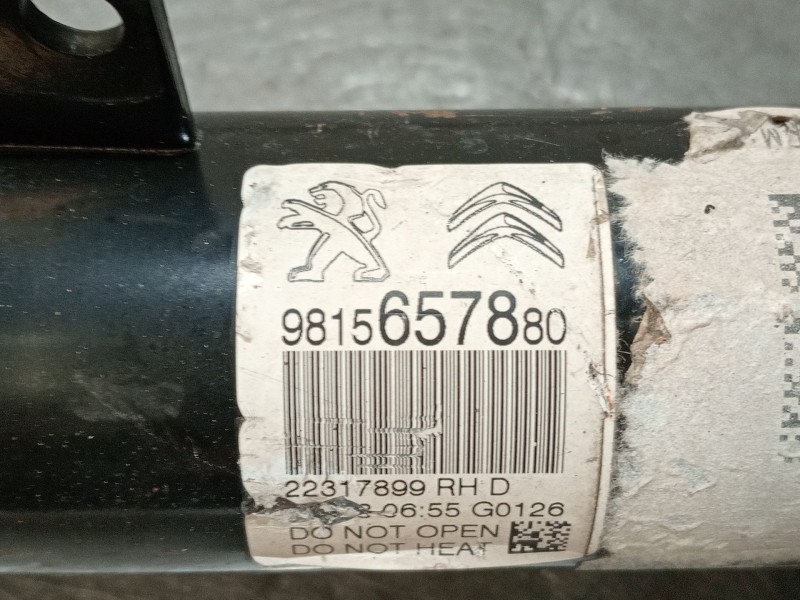 9815657880
22317899 RH D
06:55 G0126
DO NOT OPEN
DO NOT HEAT